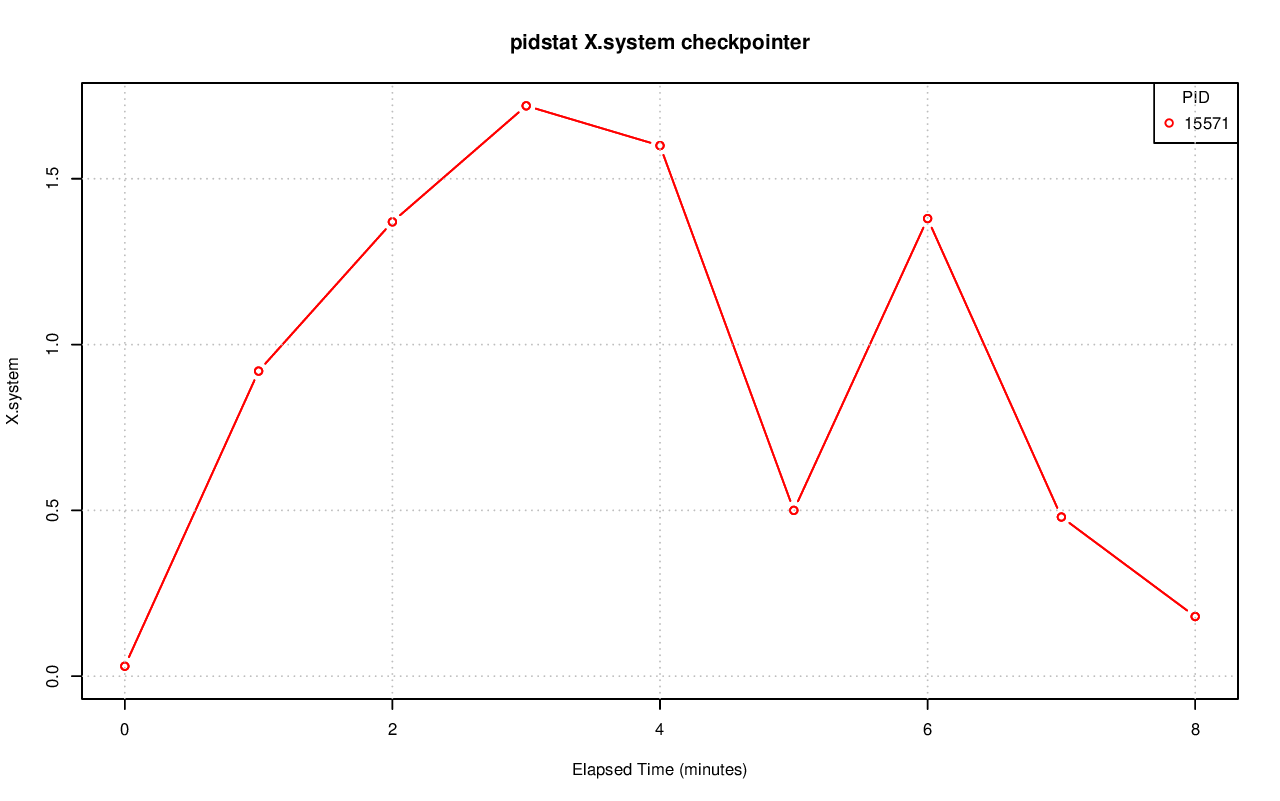 pidstat X.system checkpointer
PID
15571
X.system
1.5
1.0
0.5
0.0
0 2 4 6 8
Elapsed Time (minutes)